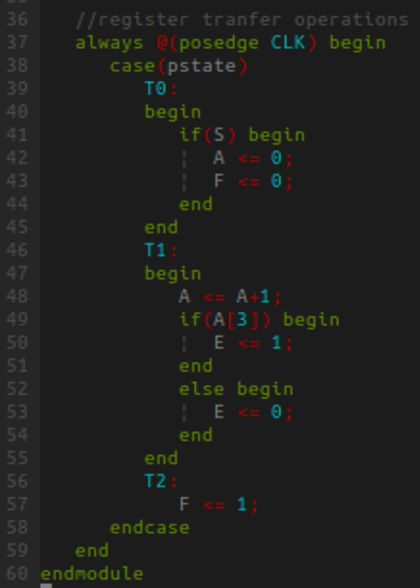 36 //register tranfer operations
37 always @(posedge CLK) begin
38 case(pstate)
39 T0:
40 begin
41 if(S) begin
42 ¦ A <= 0;
43 ¦ F <= 0;
44 end
45 end
46 T1:
47 begin
48 A <= A+1;
49 if(A[3]) begin
50 ¦ E <= 1;
51 end
52 else begin
53 ¦ E <= 0;
54 end
55 end
56 T2:
57 F <= 1;
58 endcase
59 end
60 endmodule